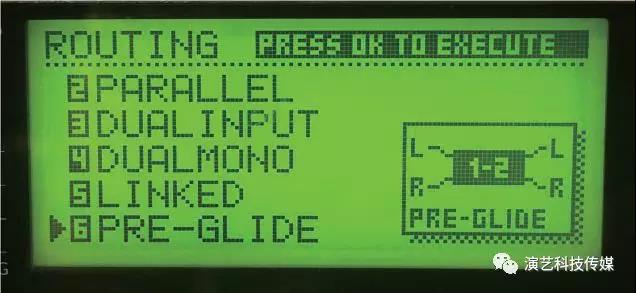 ROUTING PRESS OK TO EXECUTE
2 PARALLEL
3 DUALINPUT
4 DUALMONO
5 LINKED
6 PRE-GLIDE
L L
1-2
R R
PRE-GLIDE
G
演艺科技传媒